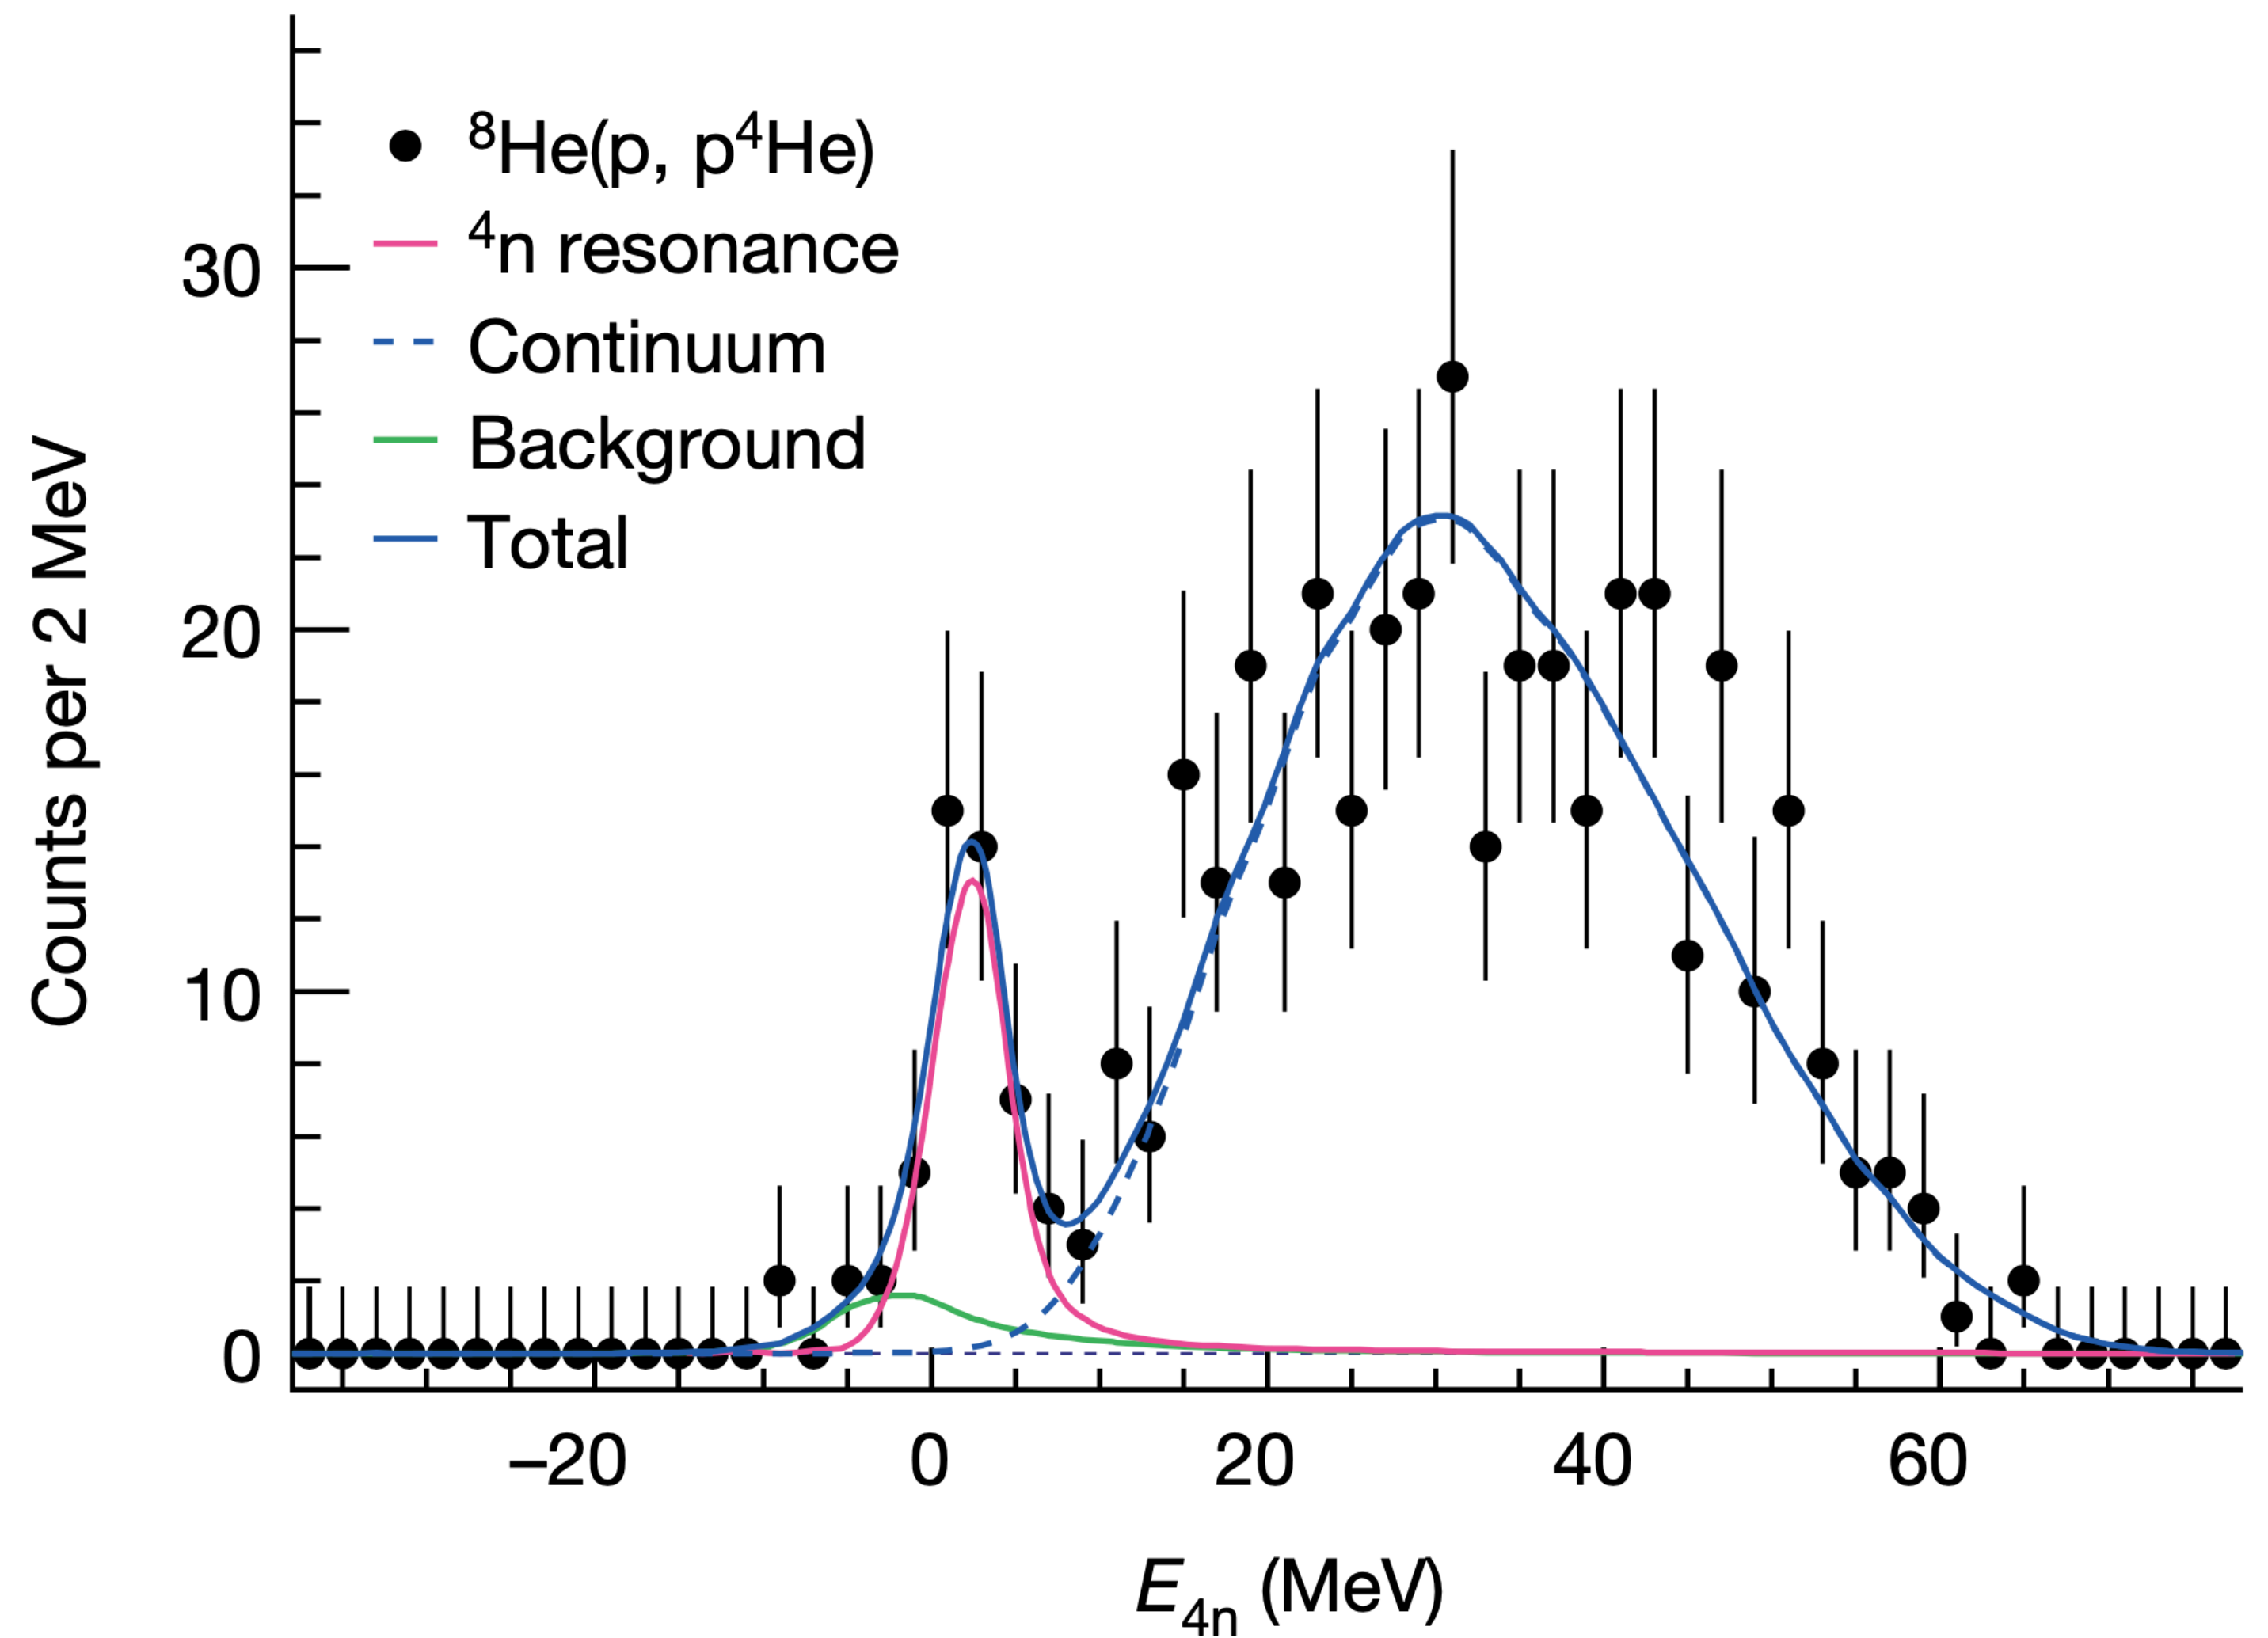 ⁸He(p, p⁴He)
⁴n resonance
Continuum
Background
Total
Counts per 2 MeV
30
20
10
0
–20 0 20 40 60
E₄ₙ (MeV)